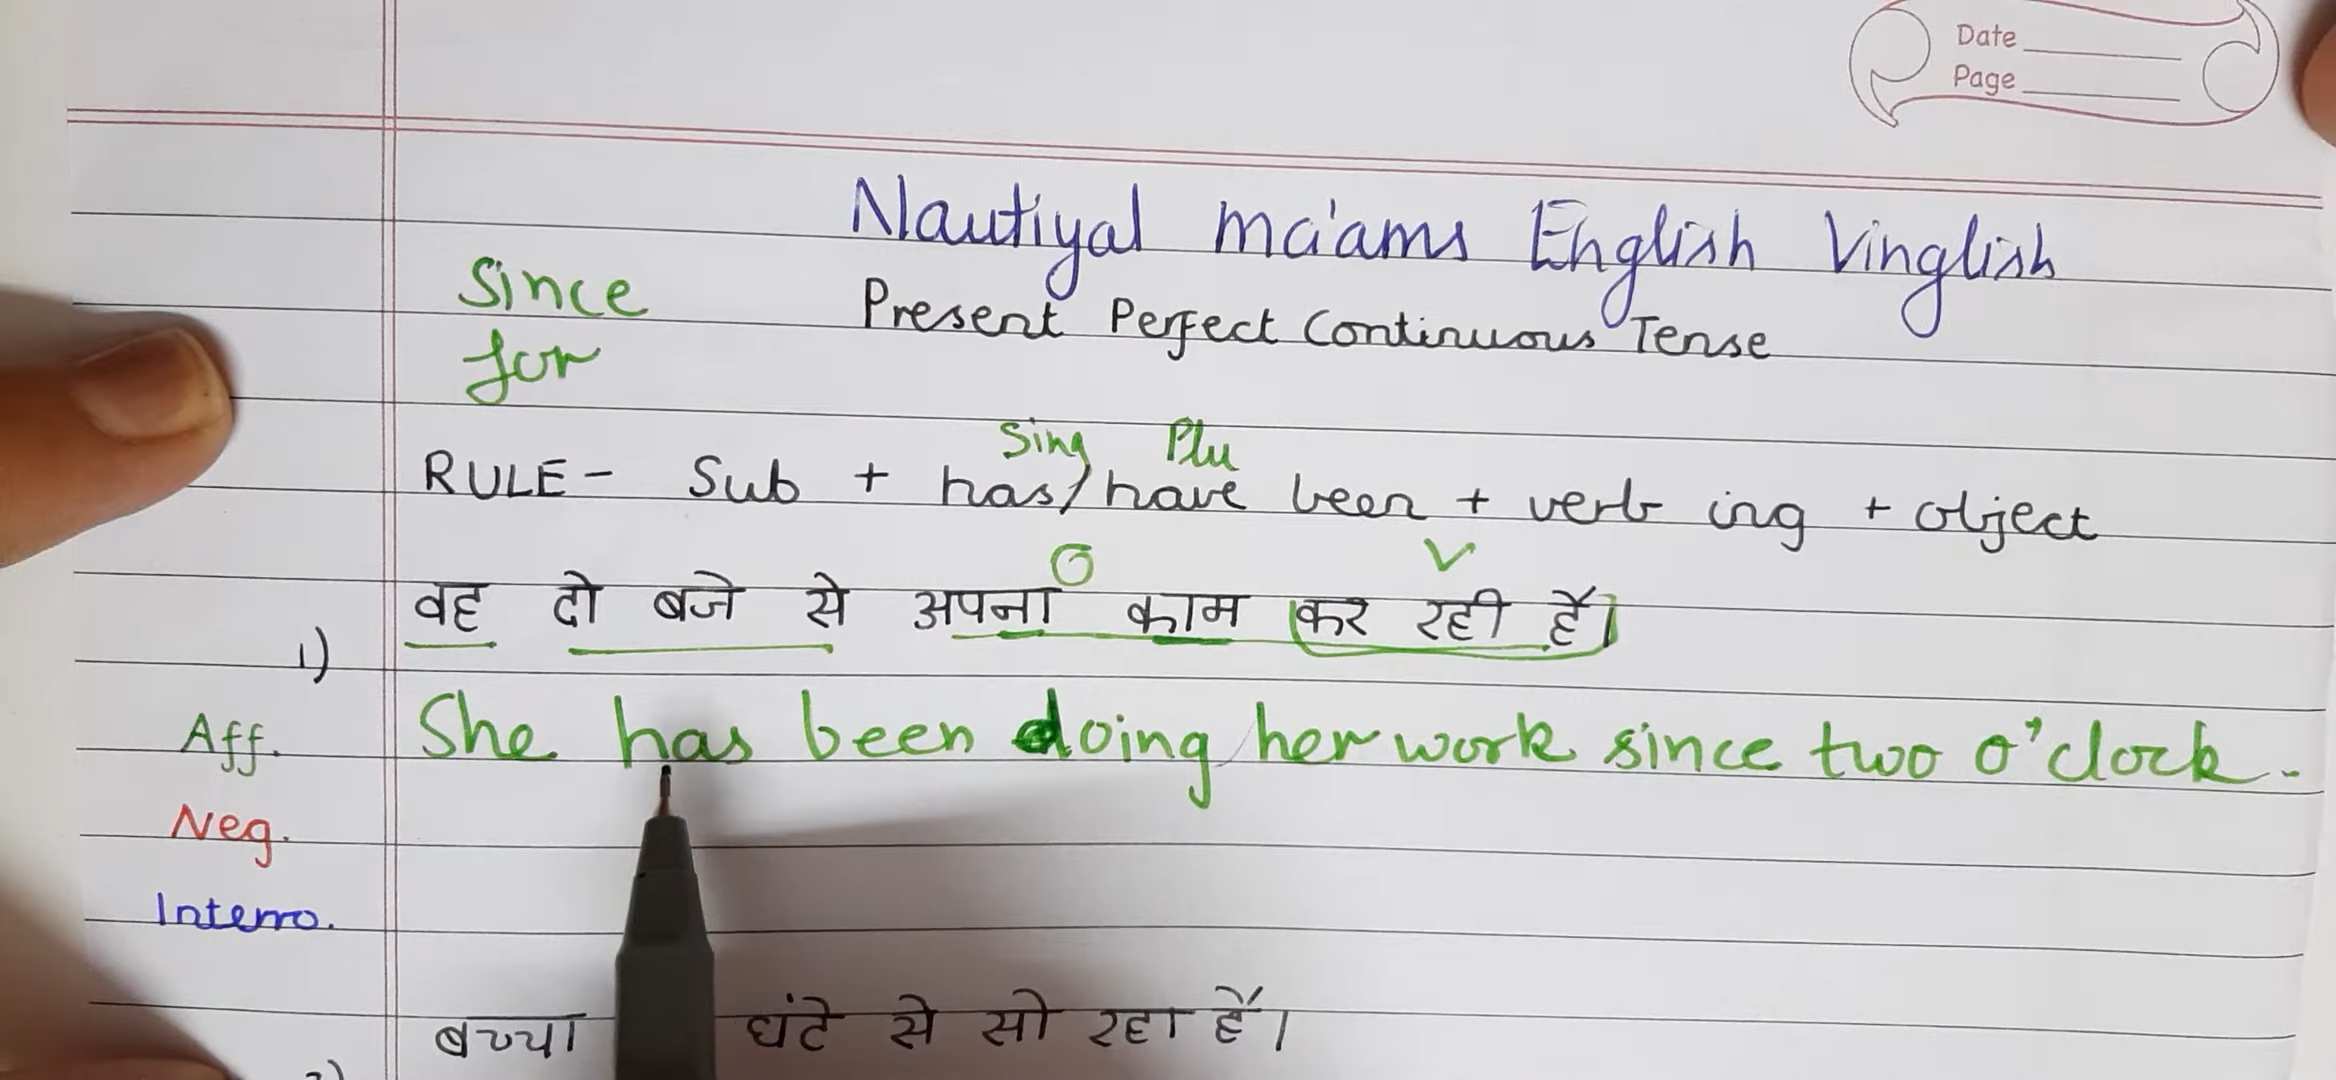 Date
Page
Nautiyal ma'ams English Vinglish
Since
Present Perfect Continuous Tense
for
Sing Plu
RULE - Sub + has/have been + verb ing + object
O V
वह दो बजे से अपना काम कर रही हैं।
1)
Aff. She has been doing her work since two o'clock.
Neg.
Interro.
बच्चा घंटे से सो रहा हैं।